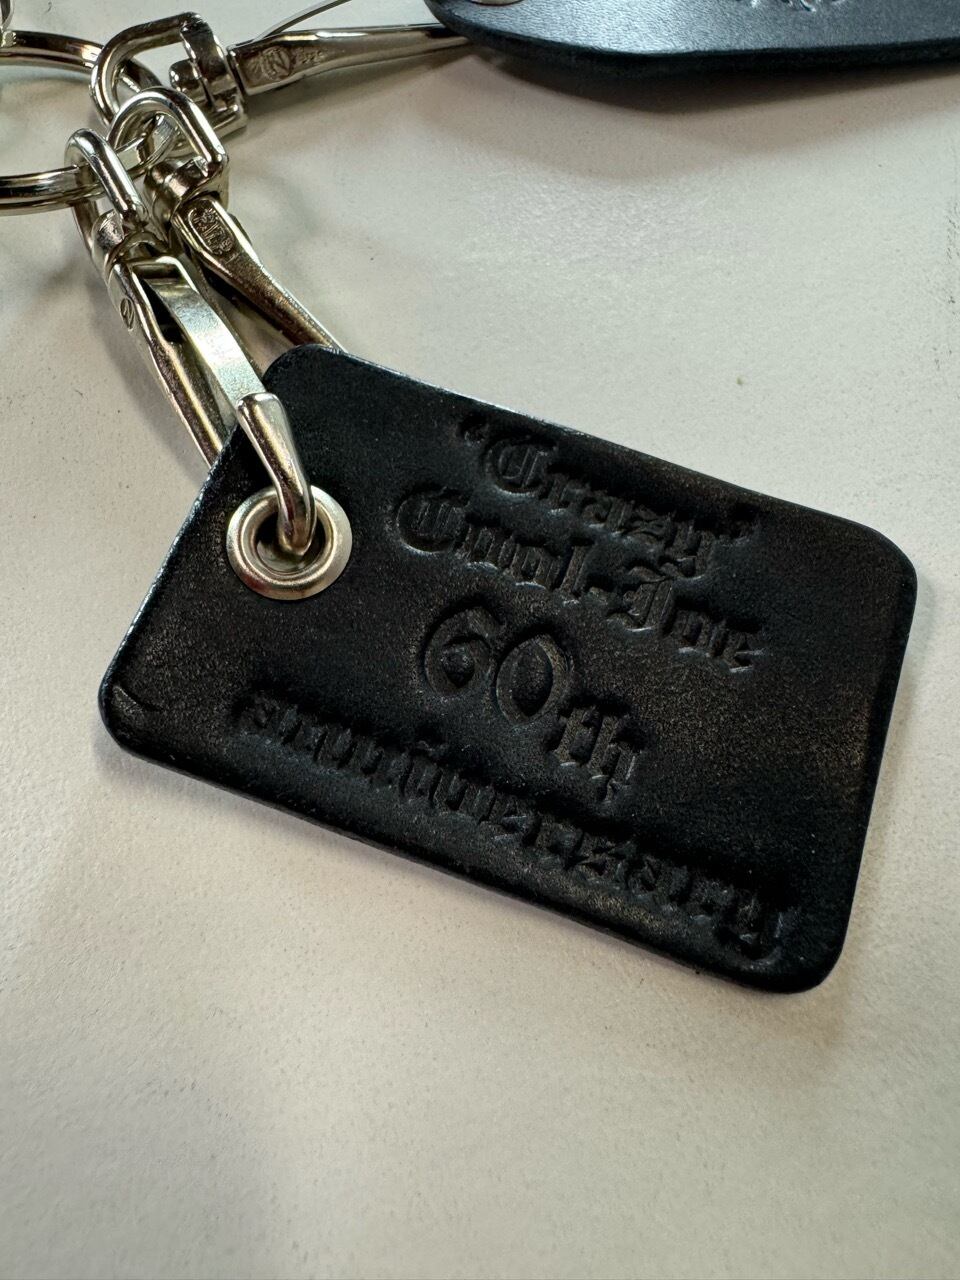 "Crazy"
Cool-Joe
60th
anniversary